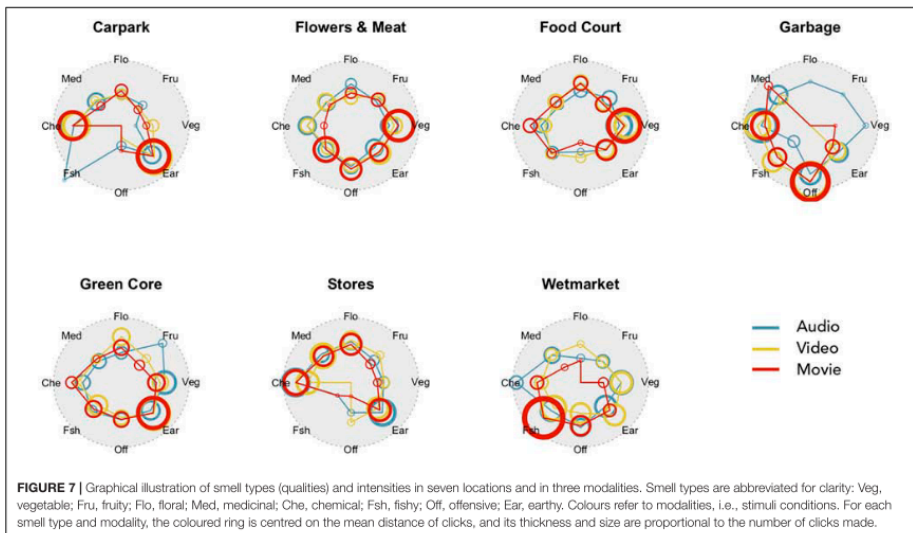 Carpark
Flowers & Meat
Food Court
Garbage
Flo
Med
Fru
Che
Veg
Fsh
Ear
Off
Flo
Med
Fru
Che
Veg
Fsh
Ear
Off
Flo
Med
Fru
Che
Veg
Fsh
Ear
Off
Flo
Med
Fru
Che
Veg
Fsh
Ear
Off
Green Core
Stores
Wetmarket
Flo
Med
Fru
Che
Veg
Fsh
Ear
Off
Flo
Med
Fru
Che
Veg
Fsh
Ear
Off
Flo
Med
Fru
Che
Veg
Fsh
Ear
Off
Audio
Video
Movie
FIGURE 7 | Graphical illustration of smell types (qualities) and intensities in seven locations and in three modalities. Smell types are abbreviated for clarity: Veg,
vegetable; Fru, fruity; Flo, floral; Med, medicinal; Che, chemical; Fsh, fishy; Off, offensive; Ear, earthy. Colours refer to modalities, i.e., stimuli conditions. For each
smell type and modality, the coloured ring is centred on the mean distance of clicks, and its thickness and size are proportional to the number of clicks made.